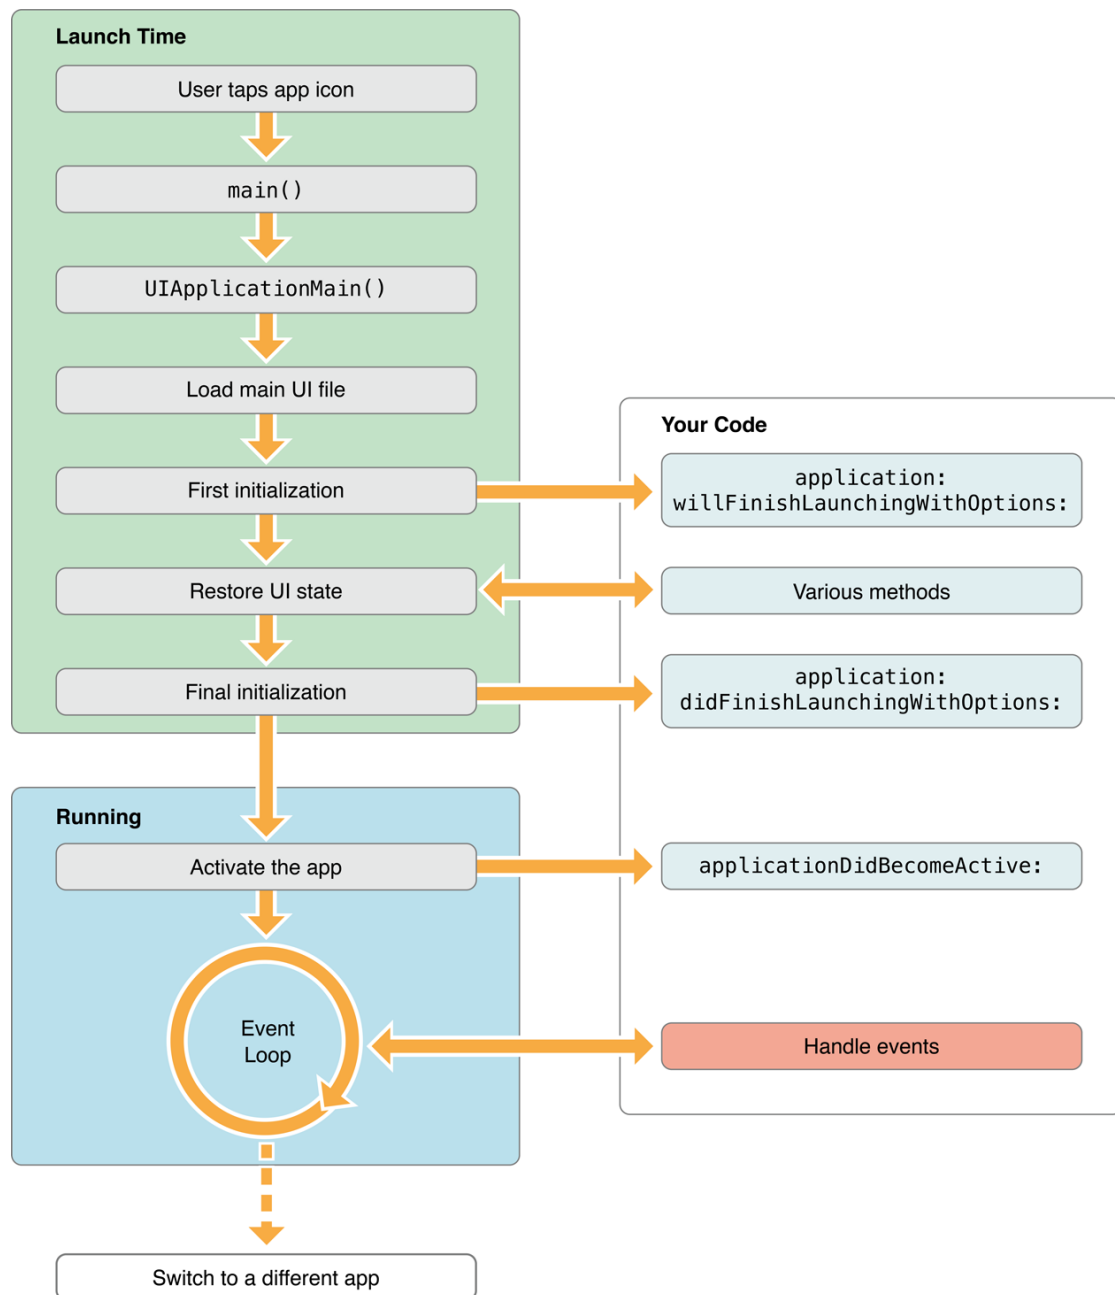 Launch Time
User taps app icon
main()
UIApplicationMain()
Load main UI file
First initialization
Restore UI state
Final initialization
Your Code
application:
willFinishLaunchingWithOptions:
Various methods
application:
didFinishLaunchingWithOptions:
Running
Activate the app
applicationDidBecomeActive:
Event
Loop
Handle events
Switch to a different app